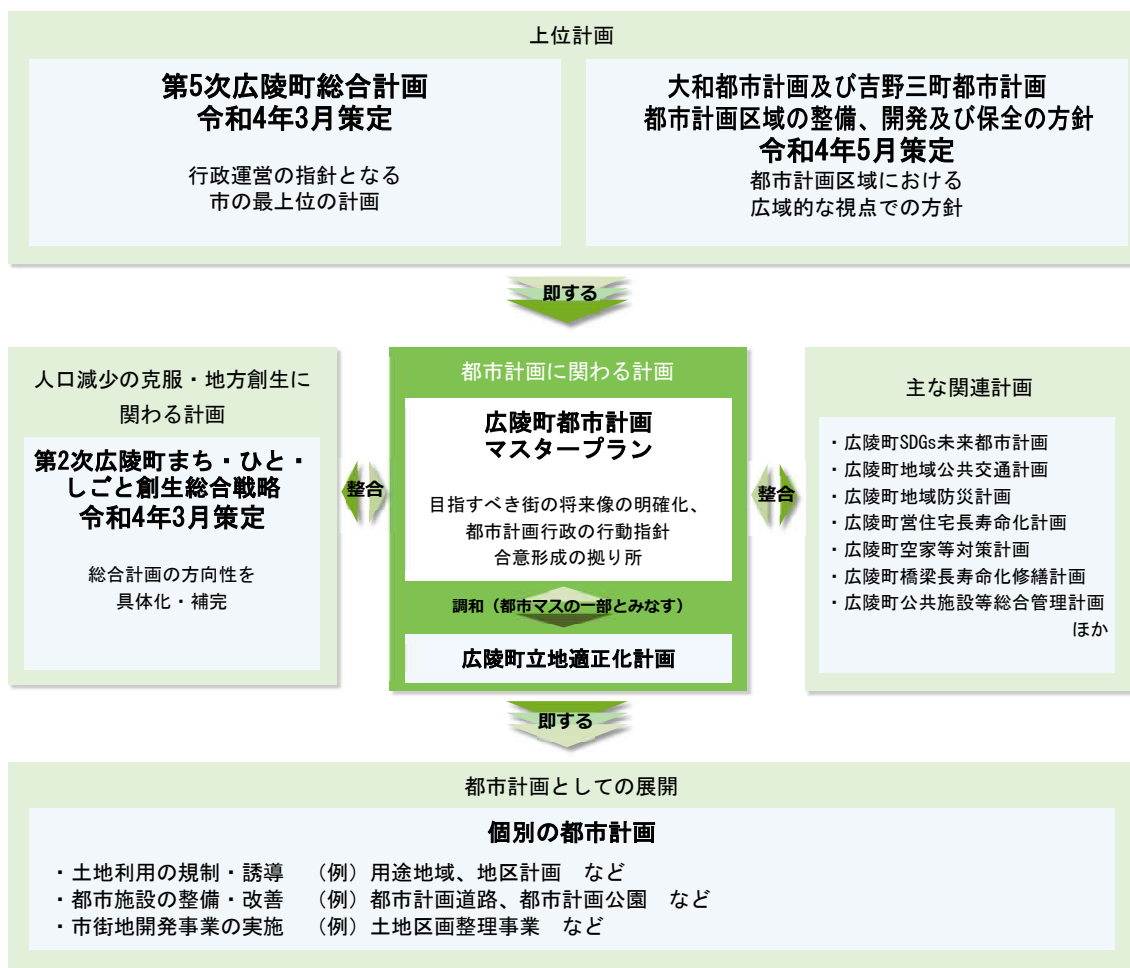 上位計画
第5次広陵町総合計画
令和4年3月策定
行政運営の指針となる
市の最上位の計画
大和都市計画及び吉野三町都市計画
都市計画区域の整備、開発及び保全の方針
令和4年5月策定
都市計画区域における
広域的な視点での方針
即する
人口減少の克服・地方創生に
関わる計画
第2次広陵町まち・ひと・
しごと創生総合戦略
令和4年3月策定
総合計画の方向性を
具体化・補完
整合
都市計画に関わる計画
広陵町都市計画
マスタープラン
目指すべき街の将来像の明確化、
都市計画行政の行動指針
合意形成の拠り所
調和（都市マスの一部とみなす）
広陵町立地適正化計画
整合
主な関連計画
・広陵町SDGs未来都市計画
・広陵町地域公共交通計画
・広陵町地域防災計画
・広陵町営住宅長寿命化計画
・広陵町空家等対策計画
・広陵町橋梁長寿命化修繕計画
・広陵町公共施設等総合管理計画
ほか
即する
都市計画としての展開
個別の都市計画
・土地利用の規制・誘導　（例）用途地域、地区計画　など
・都市施設の整備・改善　（例）都市計画道路、都市計画公園　など
・市街地開発事業の実施　（例）土地区画整理事業　など